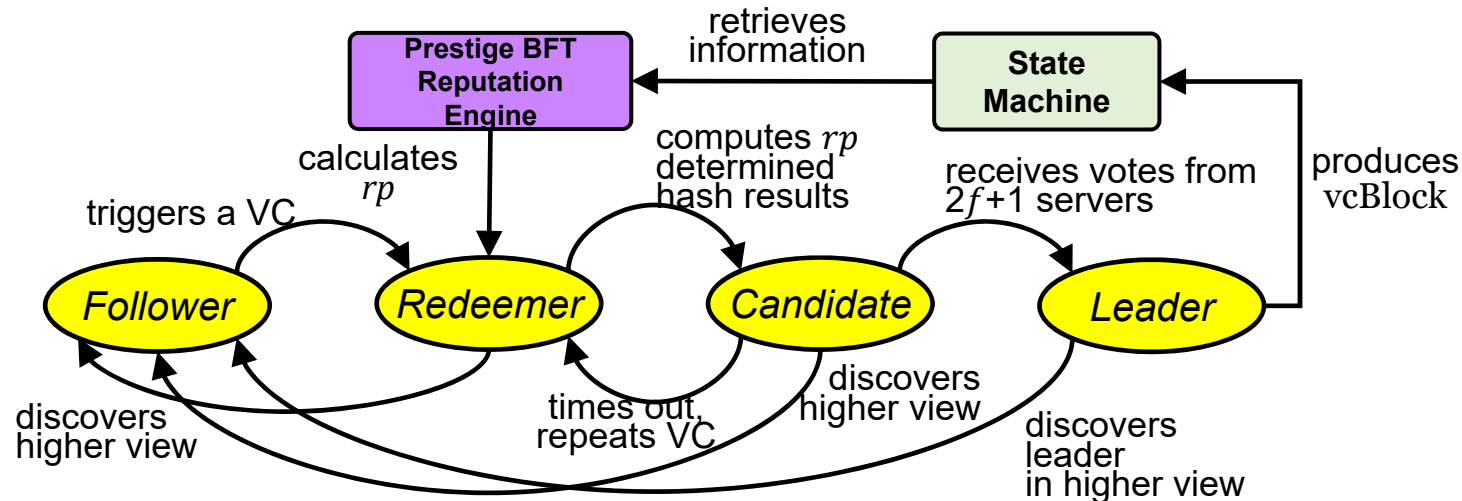 retrieves
information
Prestige BFT
Reputation
Engine
State
Machine
calculates
rp
computes rp
determined
hash results
receives votes from
2f+1 servers
produces
vcBlock
triggers a VC
Follower
Redeemer
Candidate
Leader
discovers
higher view
times out,
repeats VC
discovers
higher view
discovers
leader
in higher view